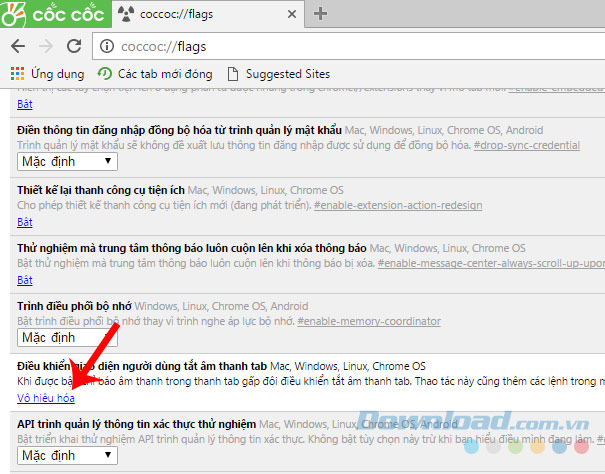 cốc cốc
coccoc://flags
coccoc://flags
Ứng dụng Các tab mới đóng Suggested Sites
Bật
Điền thông tin đăng nhập đồng bộ hóa từ trình quản lý mật khẩu Mac, Windows, Linux, Chrome OS, Android
Trình quản lý mật khẩu sẽ không đề xuất lưu thông tin đăng nhập được sử dụng để đồng bộ hóa. #drop-sync-credential
Mặc định
Thiết kế lại thanh công cụ tiện ích Mac, Windows, Linux, Chrome OS
Cho phép thiết kế thanh công cụ tiện ích mới (đang phát triển). #enable-extension-action-redesign
Bật
Thử nghiệm mà trung tâm thông báo luôn cuộn lên khi xóa thông báo Mac, Windows, Linux, Chrome OS
Bật thử nghiệm mà trung tâm thông báo luôn cuộn lên khi thông báo bị xóa. #enable-message-center-always-scroll-up-upon
Bật
Trình điều phối bộ nhớ Windows, Linux, Chrome OS, Android
Bật trình điều phối bộ nhớ thay vì trình nghe áp lực bộ nhớ. #enable-memory-coordinator
Mặc định
Điều khiển giao diện người dùng tắt âm thanh tab Mac, Windows, Linux, Chrome OS
Khi được bật, chỉ báo âm thanh trong thanh tab gấp đôi điều khiển tắt âm thanh tab. Thao tác này cũng thêm các lệnh trong m
Vô hiệu hóa
API trình quản lý thông tin xác thực thử nghiệm Mac, Windows, Linux, Chrome OS, Android
Bật triển khai thử nghiệm API trình quản lý thông tin xác thực. Không bật tùy chọn này trừ khi bạn hiểu điều mình đang làm. #
Mặc định
Download.com.vn